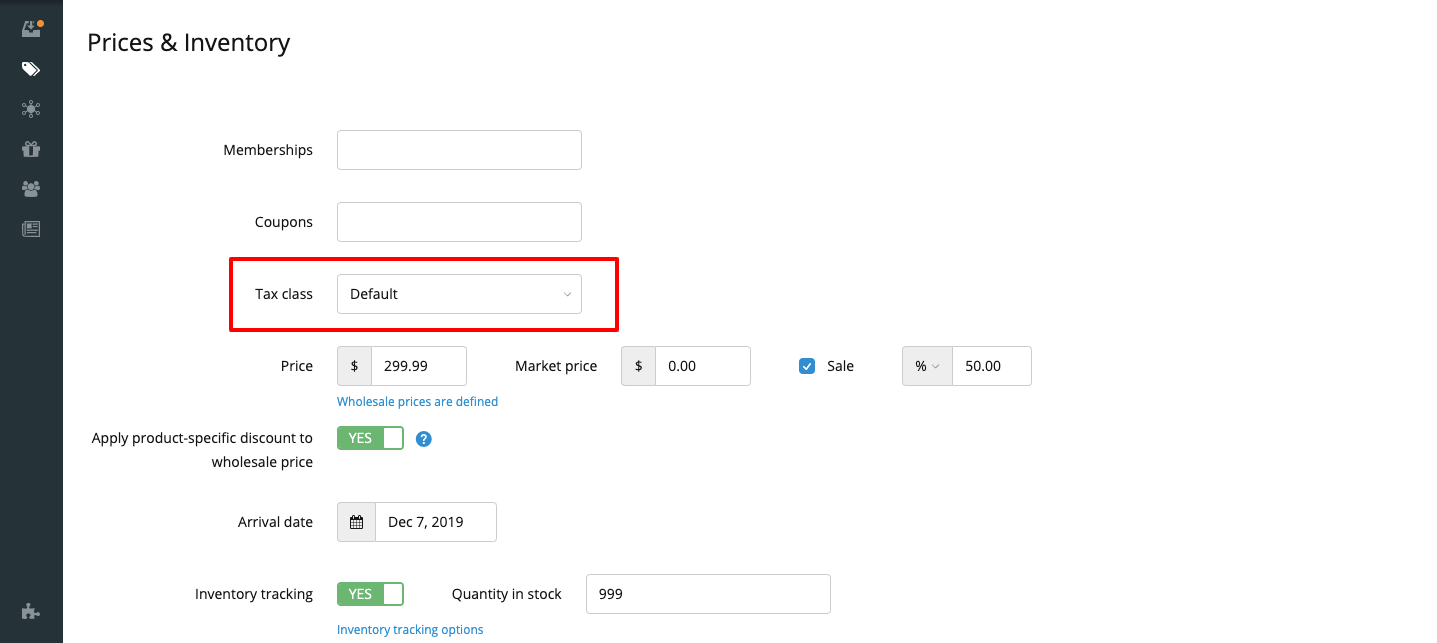 Prices & Inventory
Memberships
Coupons
Tax class Default
Price $ 299.99 Market price $ 0.00 Sale % 50.00
Wholesale prices are defined
Apply product-specific discount to YES ?
wholesale price
Arrival date Dec 7, 2019
Inventory tracking YES Quantity in stock 999
Inventory tracking options